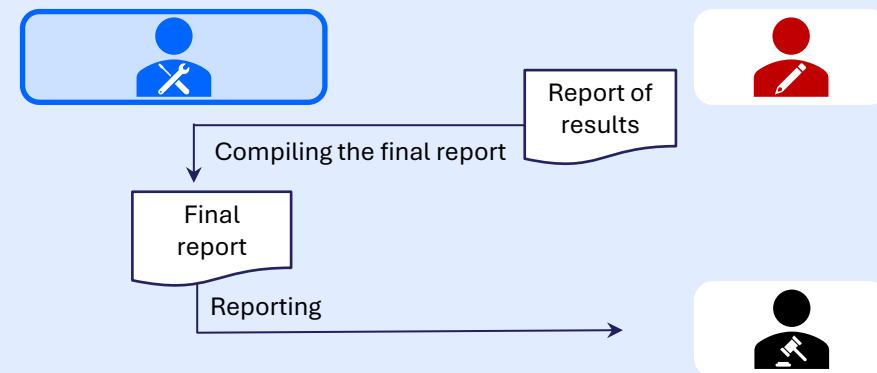 Report of
results
Compiling the final report
Final
report
Reporting